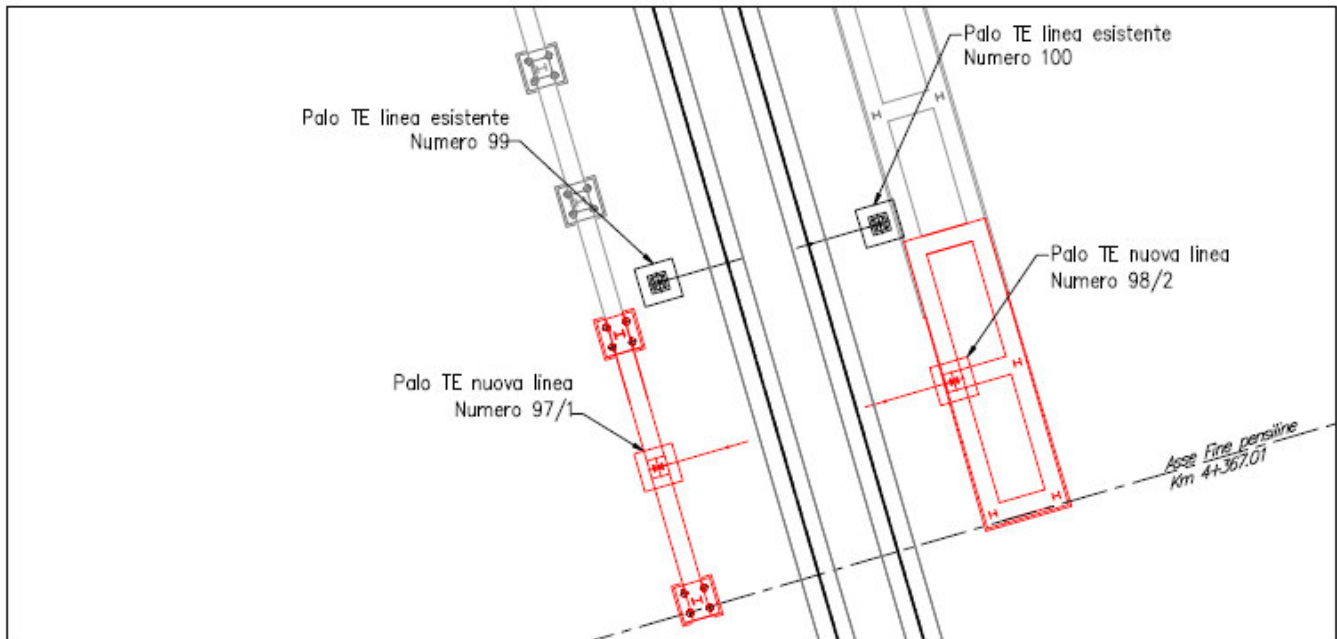 Palo TE linea esistente
Numero 100
Palo TE linea esistente
Numero 99
Palo TE nuova linea
Numero 98/2
Palo TE nuova linea
Numero 97/1
Asse Fine pensiline
Km 4+367.01